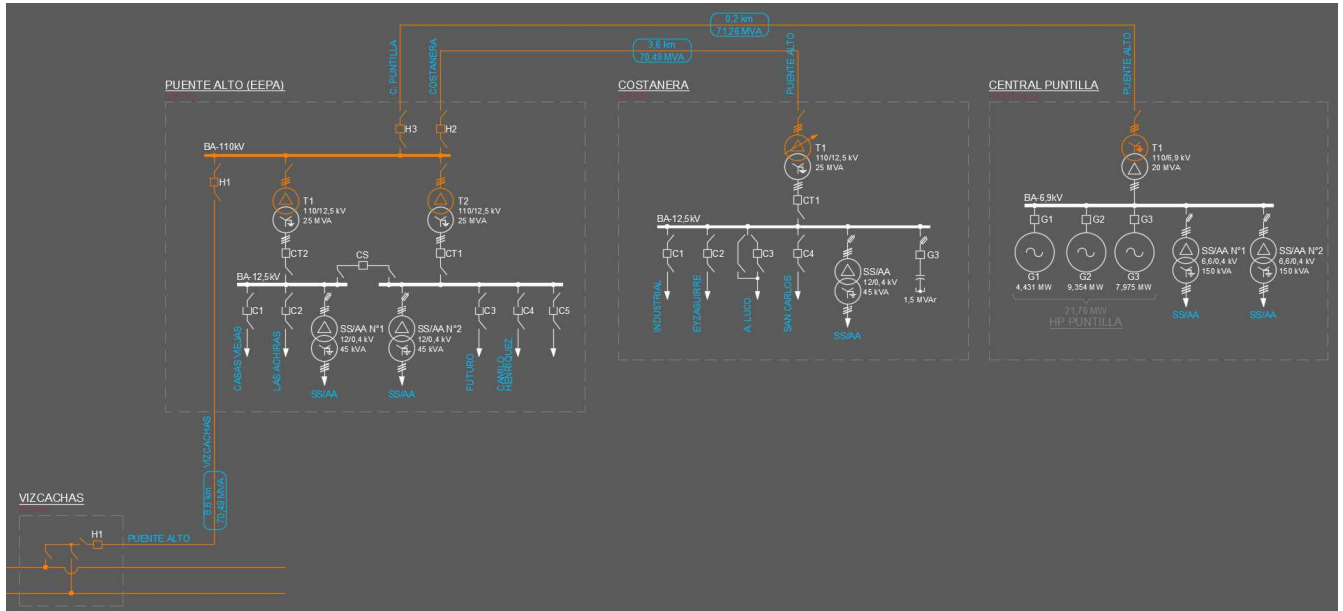 0,2 km
71,26 MVA
3,6 km
70,49 MVA
C. PUNTILLA
COSTANERA
PUENTE ALTO
PUENTE ALTO
PUENTE ALTO (EEPA)
COSTANERA
CENTRAL PUNTILLA
H3
H2
BA-110kV
H1
T1
110/12,5 kV
25 MVA
T2
110/12,5 kV
25 MVA
CT2
CS
CT1
BA-12,5kV
C1
C2
SS/AA N°1
12/0,4 kV
45 kVA
SS/AA N°2
12/0,4 kV
45 kVA
C3
C4
C5
CASAS VIEJAS
LAS ACHIRAS
SS/AA
SS/AA
FUTURO
CAMILO
HENRIQUEZ
T1
110/12,5 kV
25 MVA
CT1
BA-12,5kV
C1
C2
C3
C4
G3
SS/AA
12/0,4 kV
45 kVA
1,5 MVAr
INDUSTRIAL
EYZAGUIRRE
A. LUCO
SAN CARLOS
SS/AA
T1
110/6,9 kV
20 MVA
BA-6,9kV
G1
G2
G3
SS/AA N°1
6,6/0,4 kV
150 kVA
SS/AA N°2
6,6/0,4 kV
150 kVA
G1
4,431 MW
G2
9,354 MW
G3
7,975 MW
21,76 MW
HP PUNTILLA
SS/AA
SS/AA
VIZCACHAS
8,6 km
70,49 MVA
VIZCACHAS
H1
PUENTE ALTO